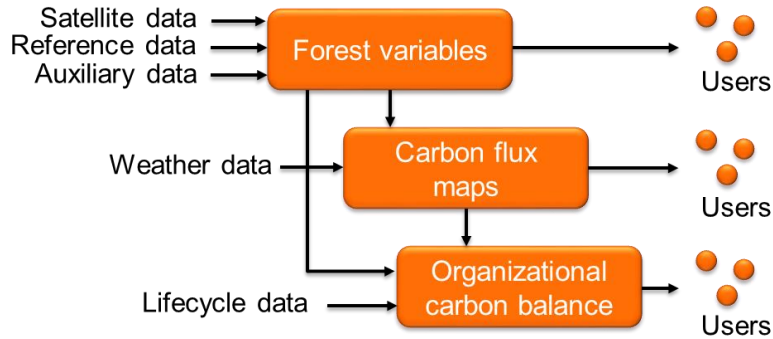 Satellite data
Reference data
Auxiliary data
Forest variables
Users
Weather data
Carbon flux
maps
Users
Lifecycle data
Organizational
carbon balance
Users